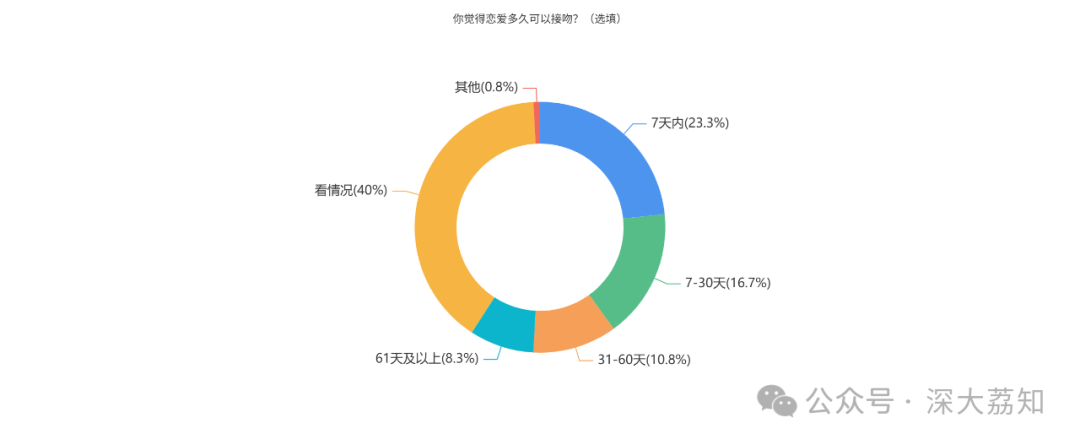 你觉得恋爱多久可以接吻？（选填）
其他(0.8%)
7天内(23.3%)
看情况(40%)
7-30天(16.7%)
61天及以上(8.3%)
31-60天(10.8%)
公众号 · 深大荔知